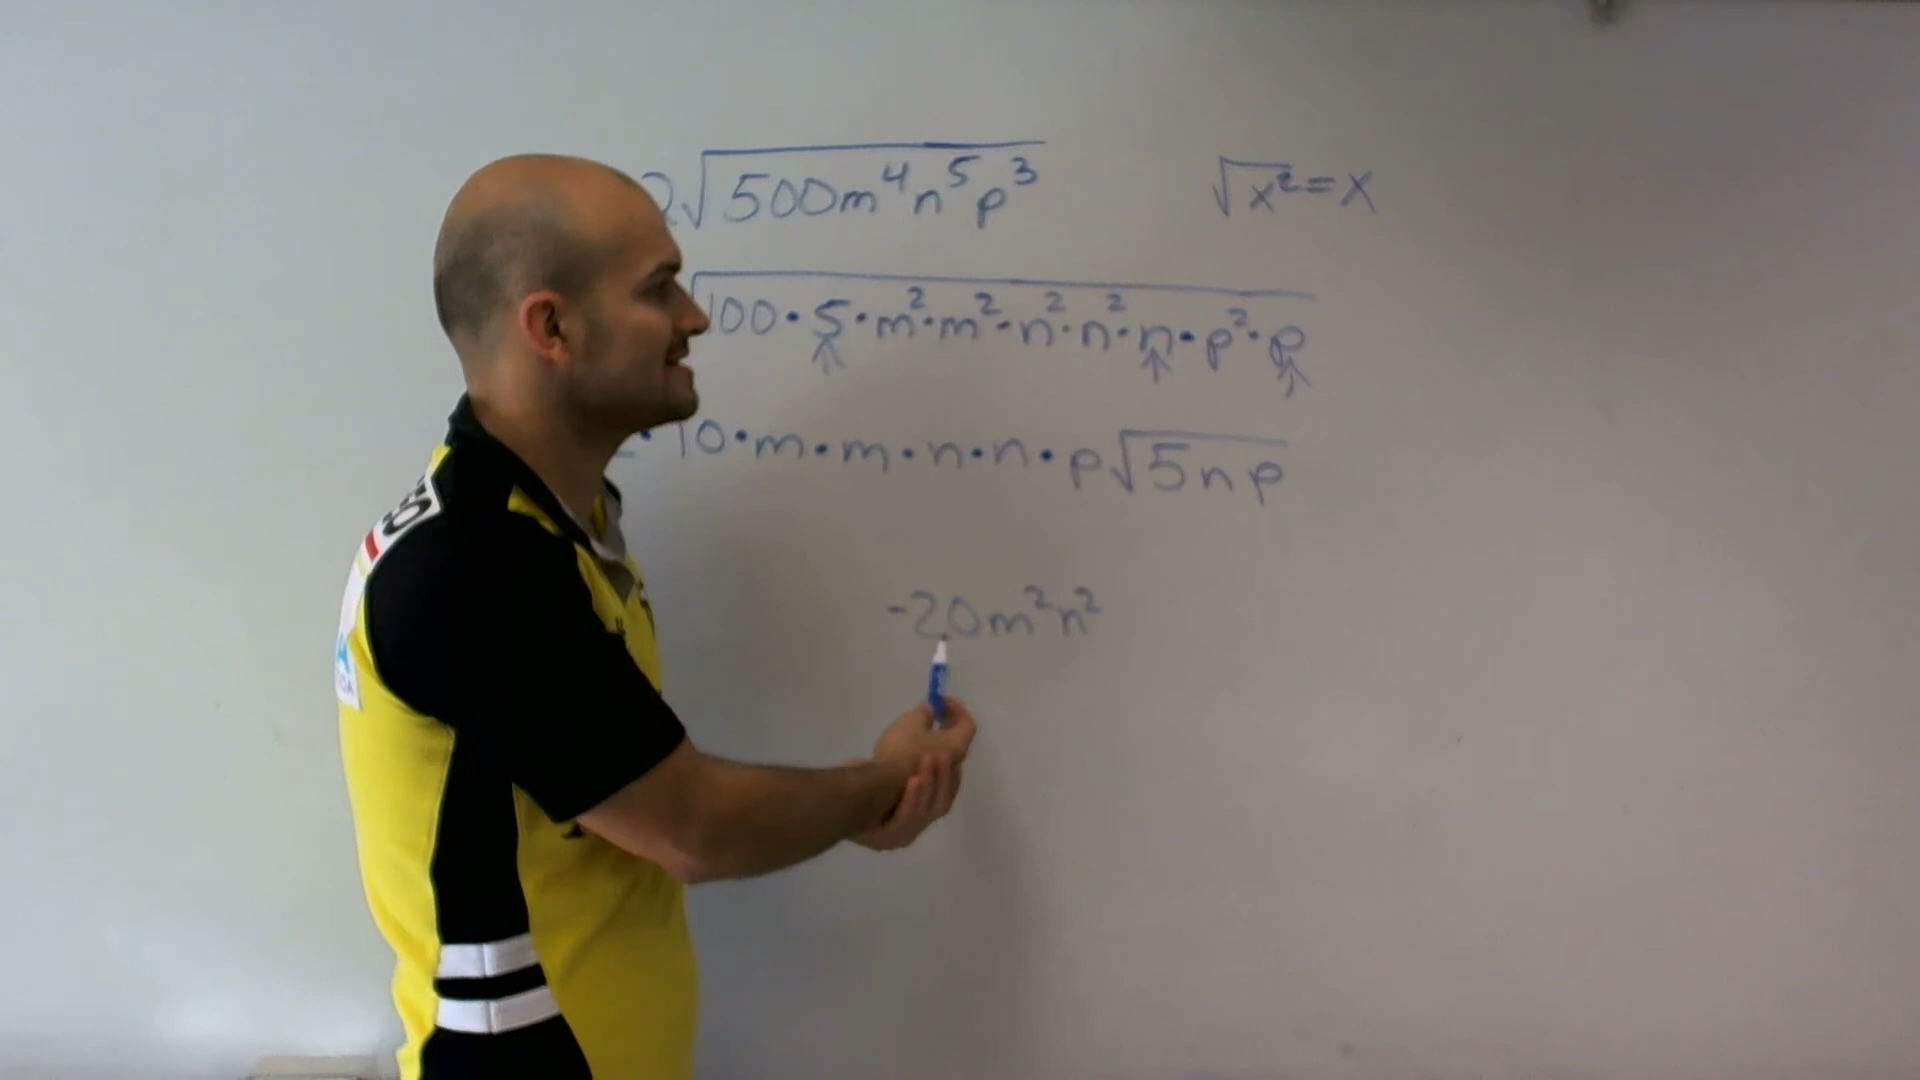 2√500m⁴n⁵p³
√x² = x
√100·5·m²·m²·n²·n²·n·p²·p
·10·m·m·n·n·p√5np
-20m²n²